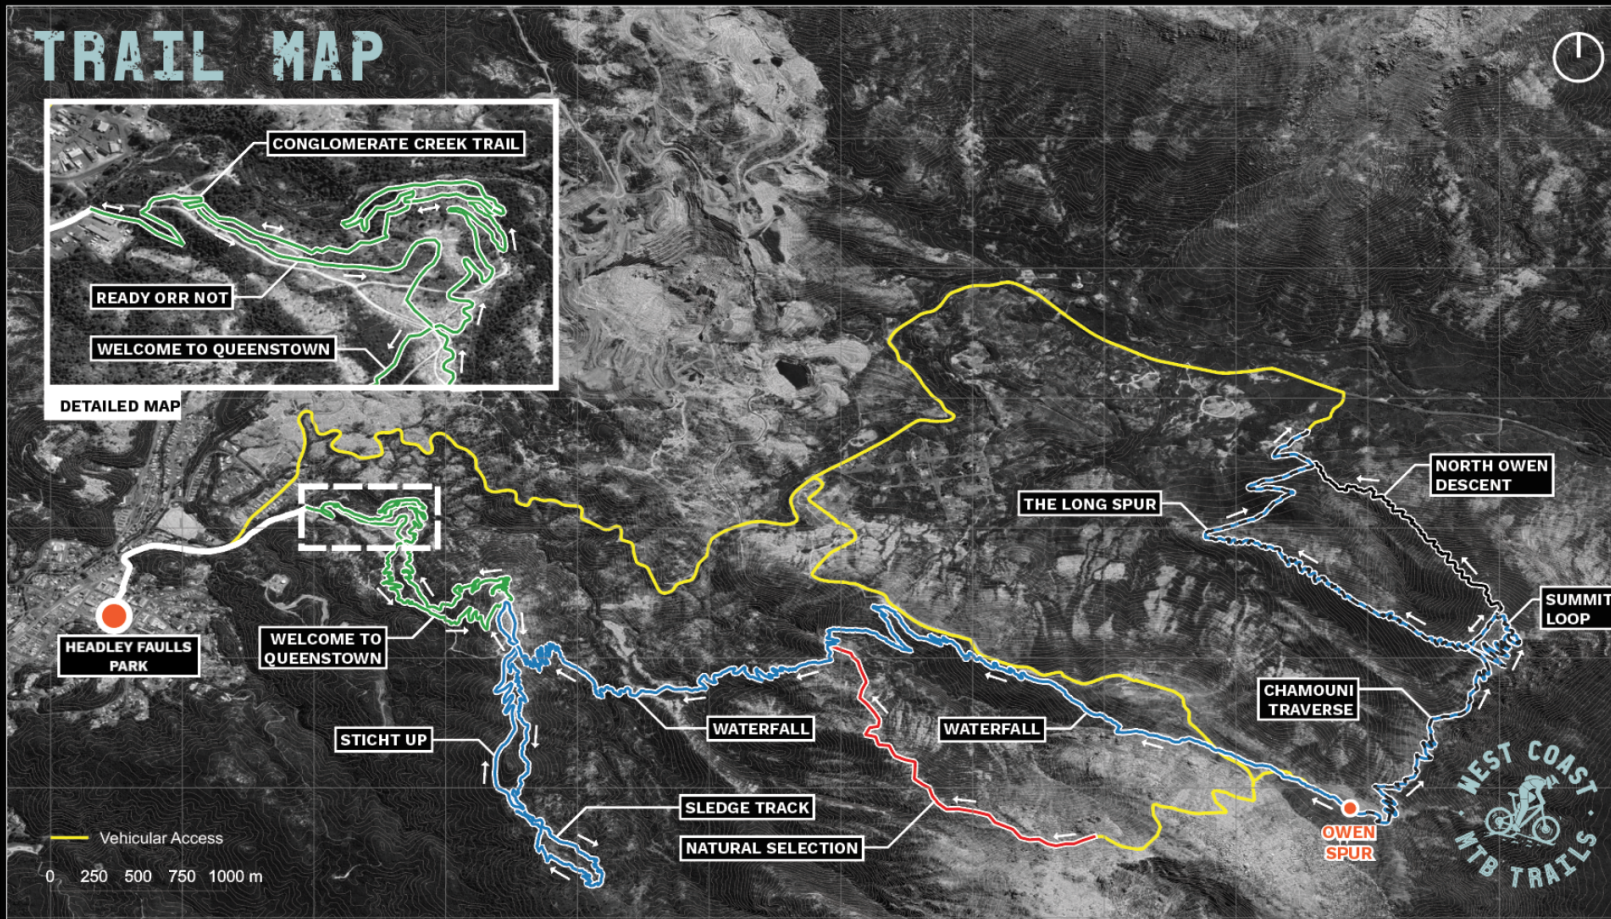 TRAIL MAP
CONGLOMERATE CREEK TRAIL
READY ORR NOT
WELCOME TO QUEENSTOWN
DETAILED MAP
NORTH OWEN
DESCENT
THE LONG SPUR
SUMMIT
LOOP
HEADLEY FAULLS
PARK
WELCOME TO
QUEENSTOWN
CHAMOUNI
TRAVERSE
STICHT UP
WATERFALL
WATERFALL
SLEDGE TRACK
NATURAL SELECTION
OWEN
SPUR
WEST COAST
MTB TRAILS
Vehicular Access
0 250 500 750 1000 m